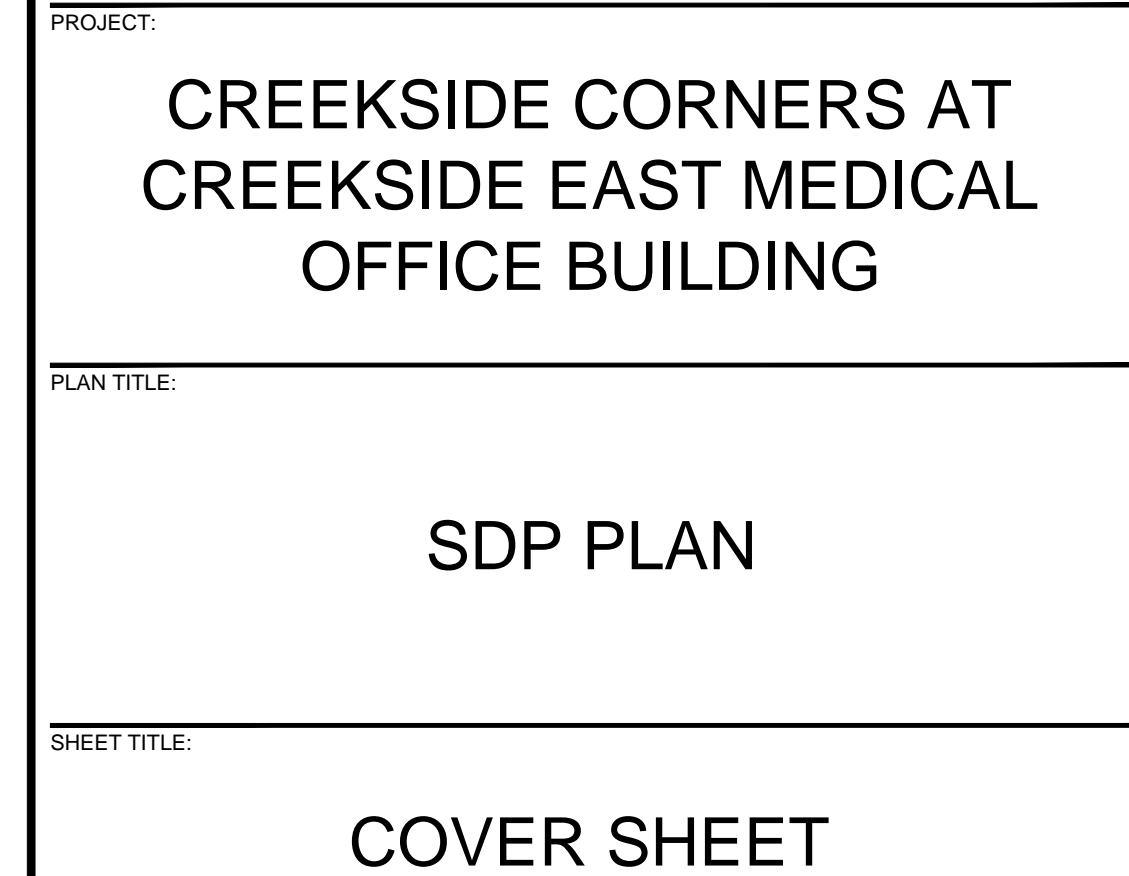 PROJECT:
CREEKSIDE CORNERS AT
CREEKSIDE EAST MEDICAL
OFFICE BUILDING
PLAN TITLE:
SDP PLAN
SHEET TITLE:
COVER SHEET